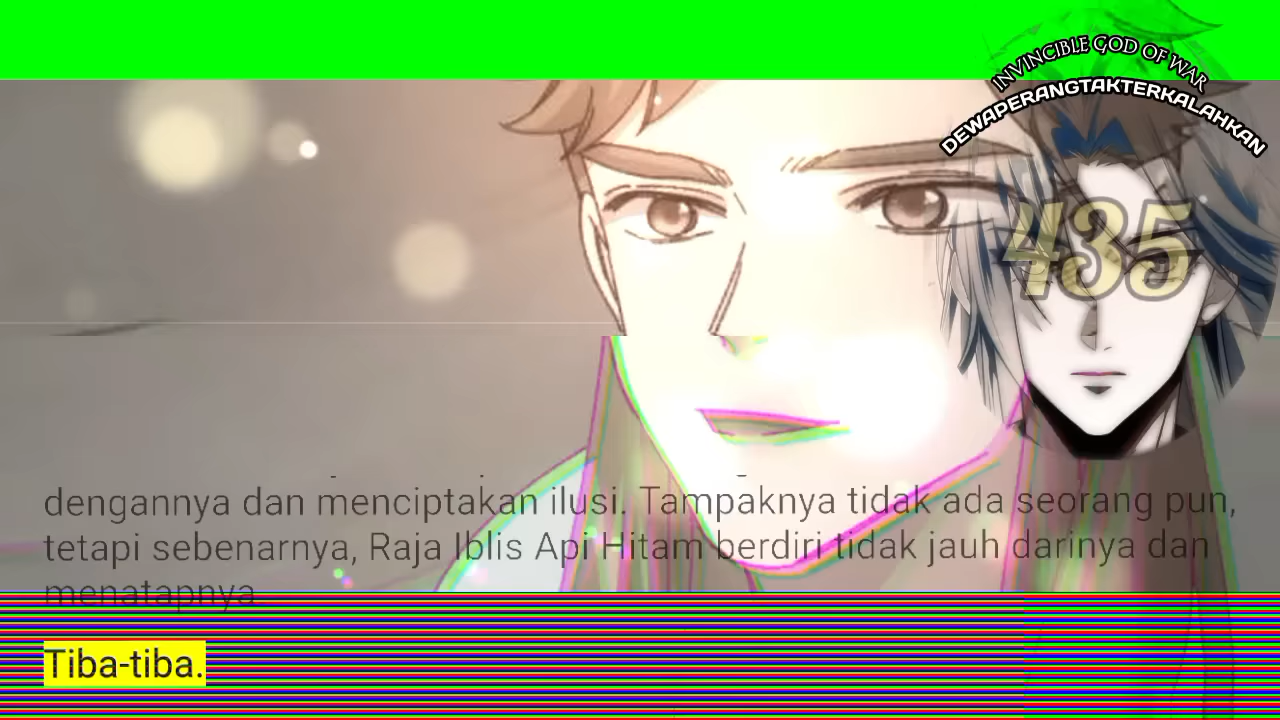 INVINCIBLE GOD OF WAR
DEWAPERANGTAKTERKALAHKAN
435
dengannya dan menciptakan ilusi. Tampaknya tidak ada seorang pun,
tetapi sebenarnya, Raja Iblis Api Hitam berdiri tidak jauh darinya dan
menatapnya.
Tiba-tiba.